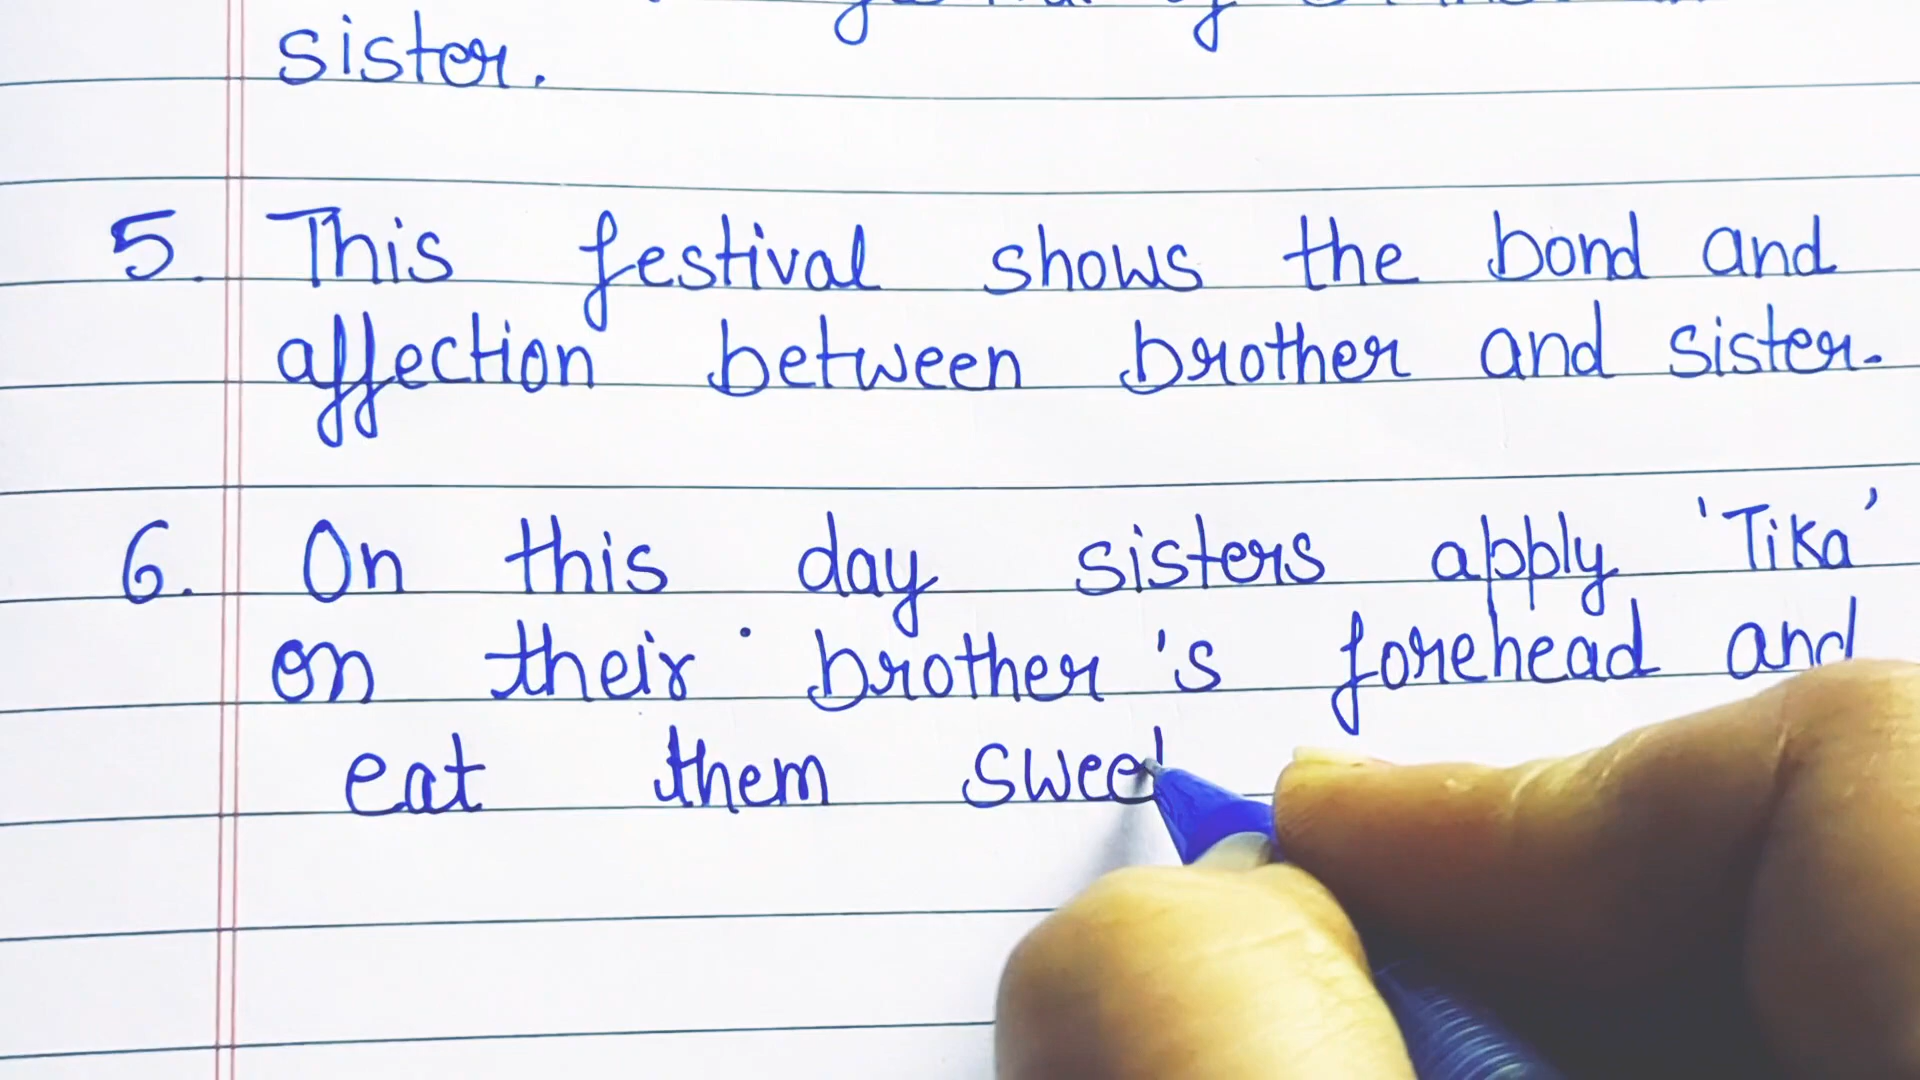 sister.
5. This festival shows the bond and
affection between brother and sister.
6. On this day sisters apply 'Tika'
on their brother's forehead and
eat them swee